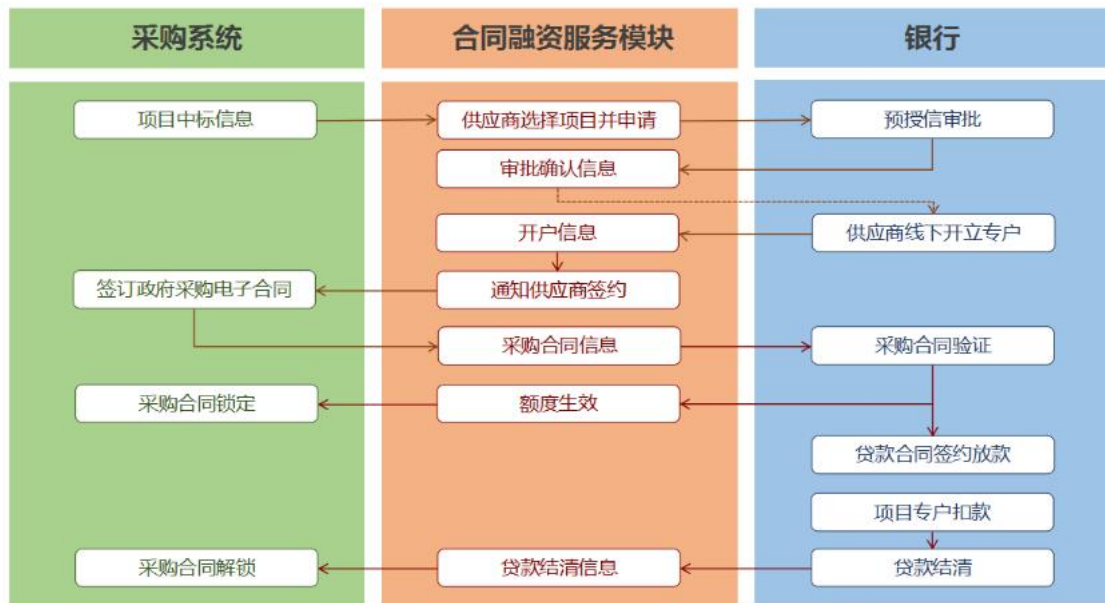 采购系统
合同融资服务模块
银行
项目中标信息
供应商选择项目并申请
预授信审批
审批确认信息
开户信息
供应商线下开立专户
签订政府采购电子合同
通知供应商签约
采购合同信息
采购合同验证
采购合同锁定
额度生效
贷款合同签约放款
项目专户扣款
采购合同解锁
贷款结清信息
贷款结清